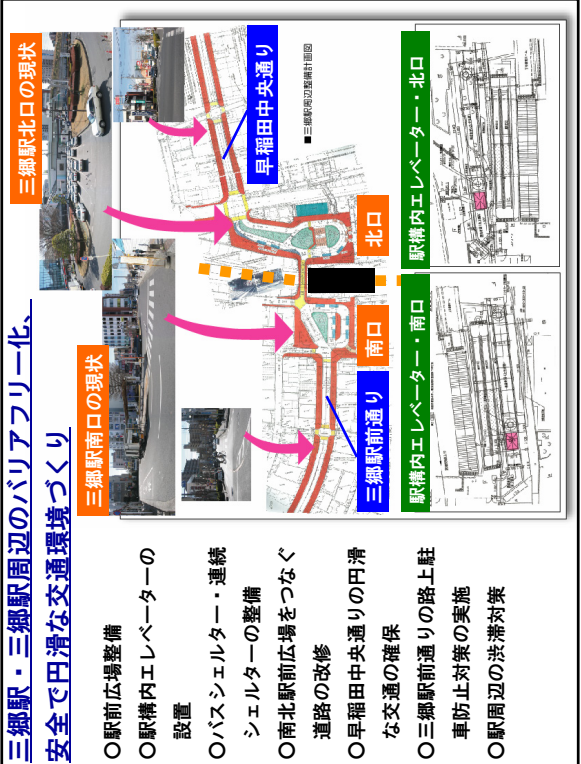 三郷駅・三郷駅周辺のバリアフリー化、
安全で円滑な交通環境づくり
〇駅前広場整備
〇駅構内エレベーターの
設置
〇バスシェルター・連続
シェルターの整備
〇南北駅前広場をつなぐ
道路の改修
〇早稲田中央通りの円滑
な交通の確保
〇三郷駅前通りの路上駐
車防止対策の実施
〇駅周辺の渋滞対策
三郷駅南口の現状
三郷駅北口の現状
三郷駅前通り
南口
北口
早稲田中央通り
■三郷駅周辺整備計画図
駅構内エレベーター・南口
駅構内エレベーター・北口